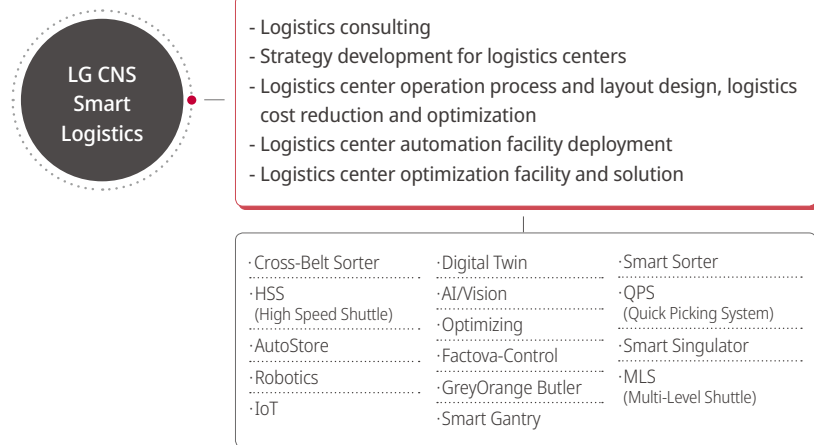 LG CNS
Smart
Logistics
- Logistics consulting
- Strategy development for logistics centers
- Logistics center operation process and layout design, logistics
cost reduction and optimization
- Logistics center automation facility deployment
- Logistics center optimization facility and solution
·Cross-Belt Sorter
·HSS
(High Speed Shuttle)
·AutoStore
·Robotics
·IoT
·Digital Twin
·AI/Vision
·Optimizing
·Factova-Control
·GreyOrange Butler
·Smart Gantry
·Smart Sorter
·QPS
(Quick Picking System)
·Smart Singulator
·MLS
(Multi-Level Shuttle)